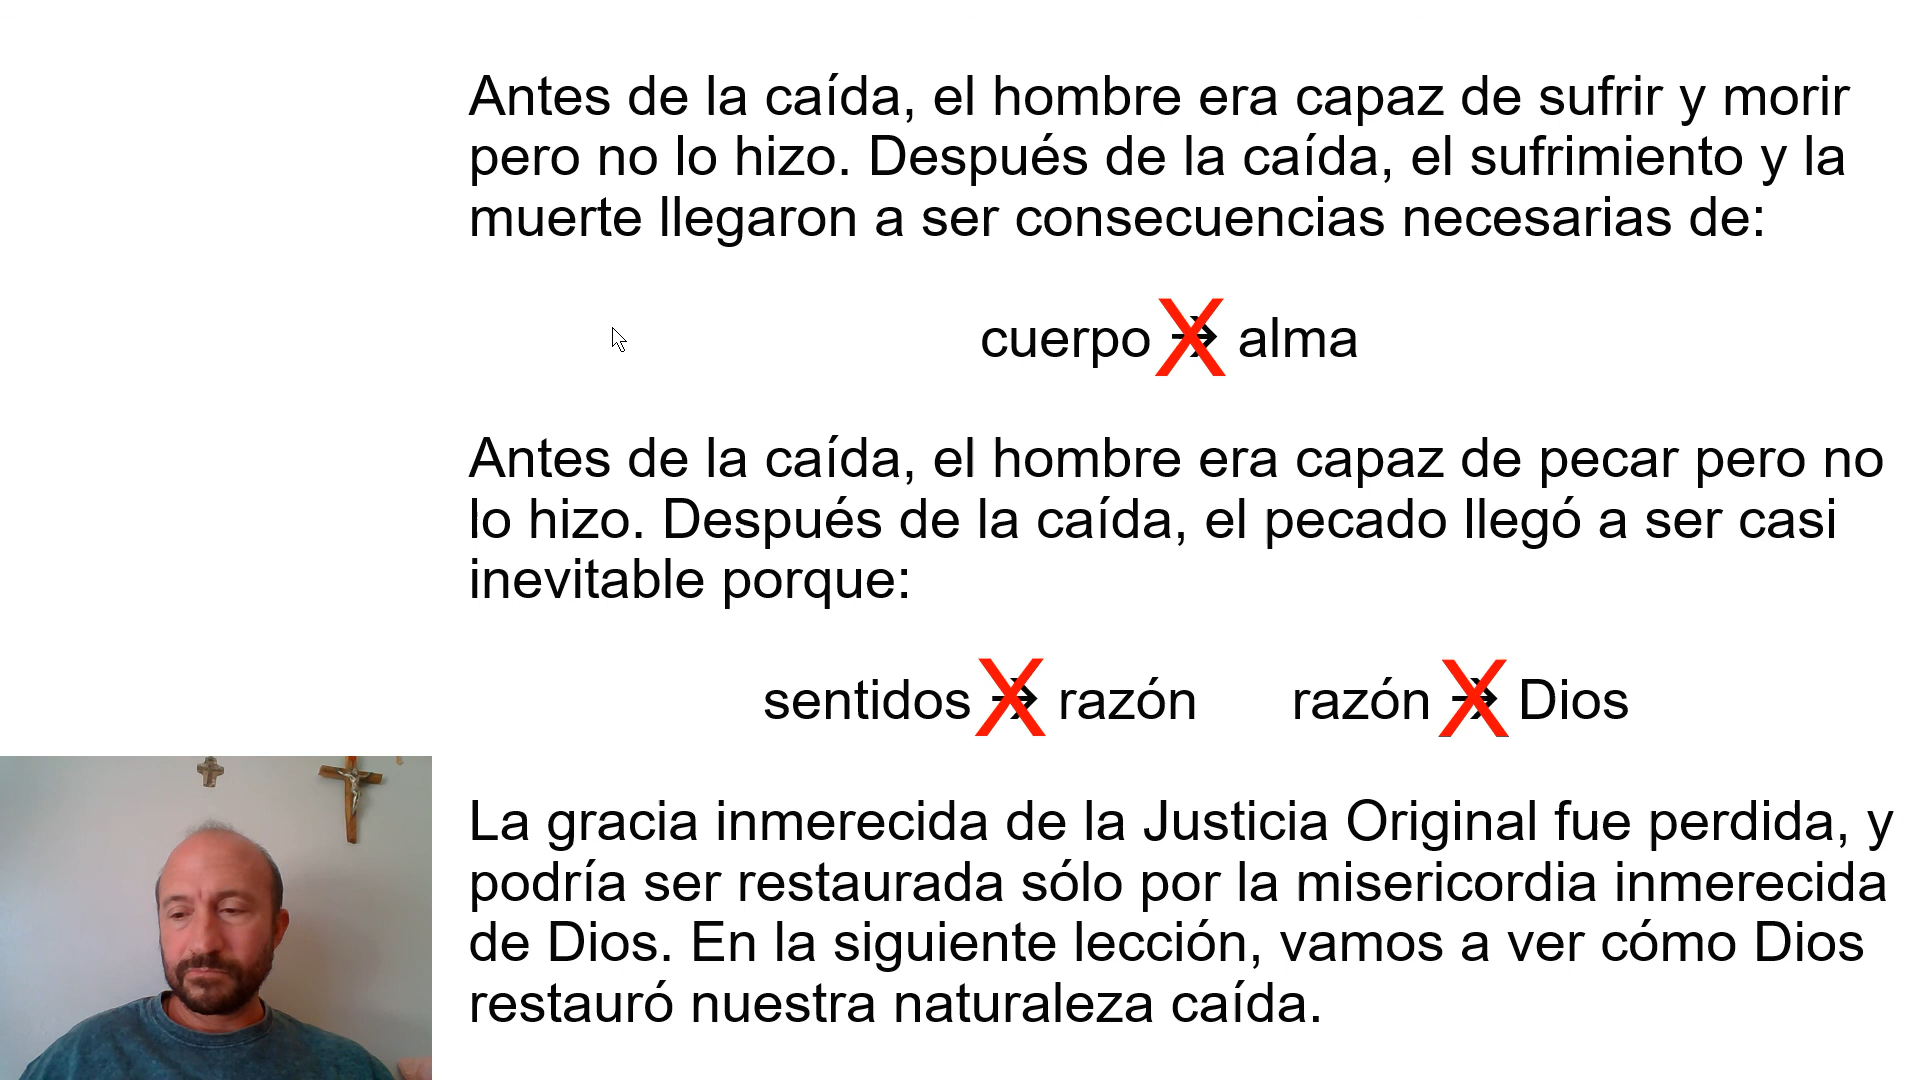 Antes de la caída, el hombre era capaz de sufrir y morir
pero no lo hizo. Después de la caída, el sufrimiento y la
muerte llegaron a ser consecuencias necesarias de:
cuerpo → alma
X
Antes de la caída, el hombre era capaz de pecar pero no
lo hizo. Después de la caída, el pecado llegó a ser casi
inevitable porque:
sentidos → razón razón → Dios
X X
La gracia inmerecida de la Justicia Original fue perdida, y
podría ser restaurada sólo por la misericordia inmerecida
de Dios. En la siguiente lección, vamos a ver cómo Dios
restauró nuestra naturaleza caída.